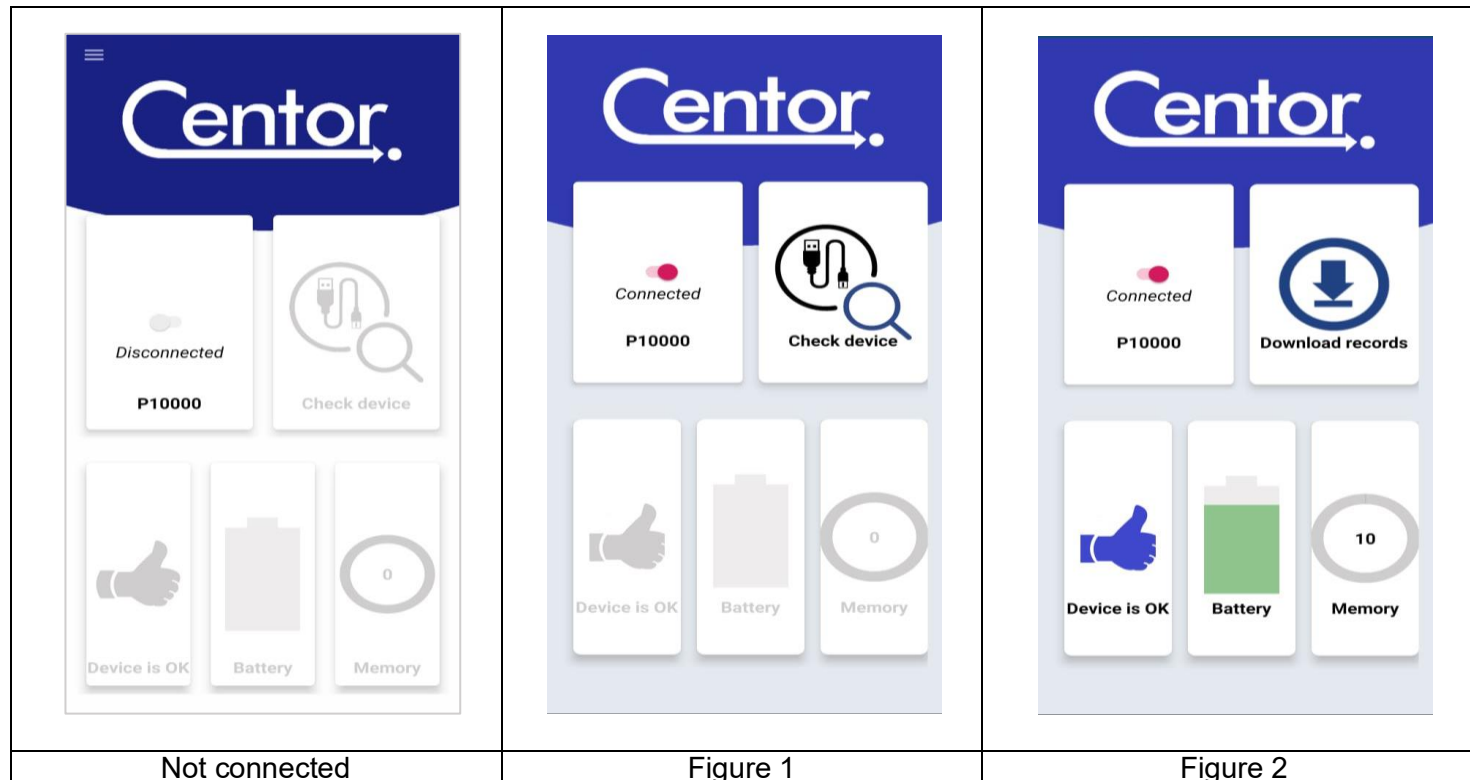 Centor
Disconnected
P10000
Check device
Device is OK
Battery
0
Memory
Not connected
Centor
Connected
P10000
Check device
Device is OK
Battery
0
Memory
Figure 1
Centor
Connected
P10000
Download records
Device is OK
Battery
10
Memory
Figure 2